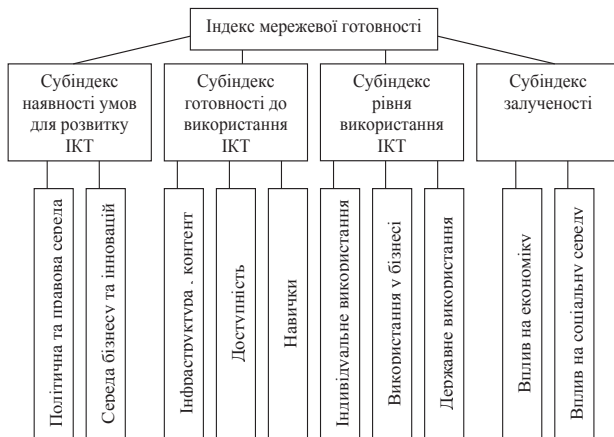 Індекс мережевої готовності
Субіндекс
наявності умов
для розвитку
ІКТ
Субіндекс
готовності до
використання
ІКТ
Субіндекс
рівня
використання
ІКТ
Субіндекс
залученості
Політична та правова середа
Середа бізнесу та інновацій
Інфраструктура , контент
Доступність
Навички
Індивідуальне використання
Використання у бізнесі
Державне використання
Вплив на економіку
Вплив на соціальну середу